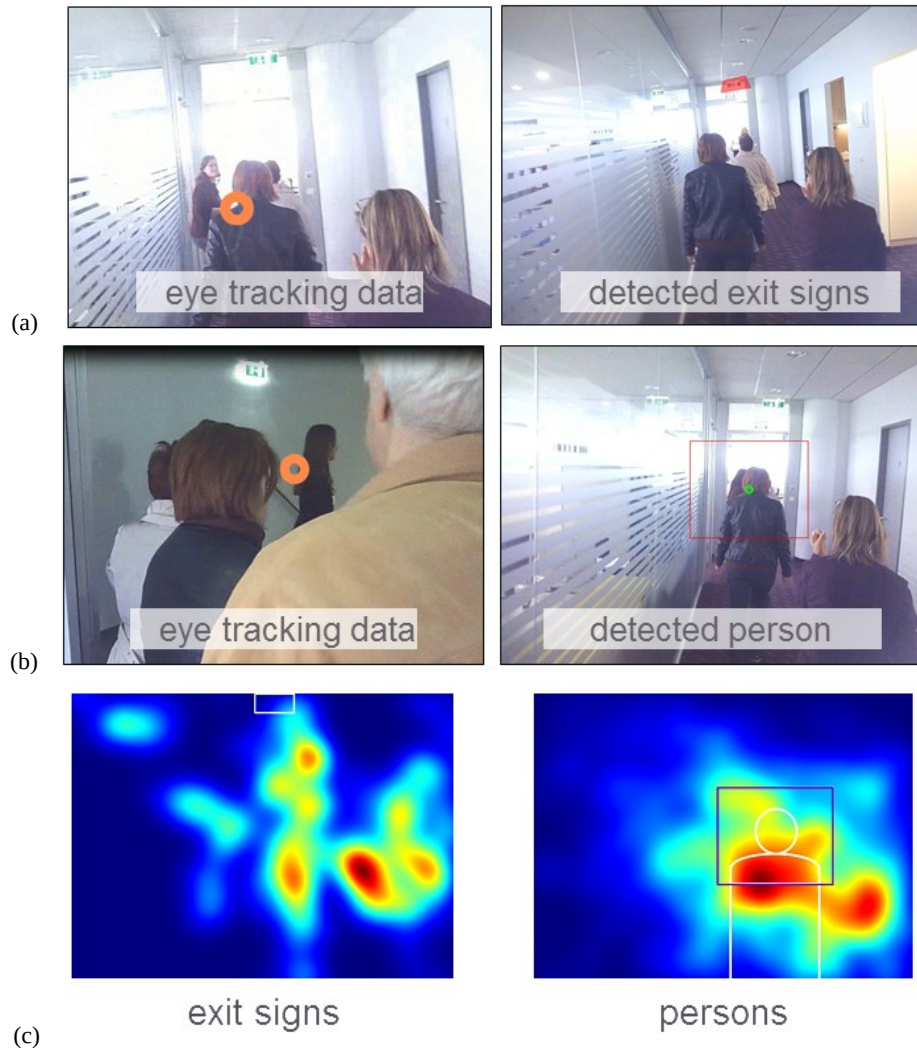 eye tracking data
detected exit signs
(a)
eye tracking data
detected person
(b)
exit signs
persons
(c)